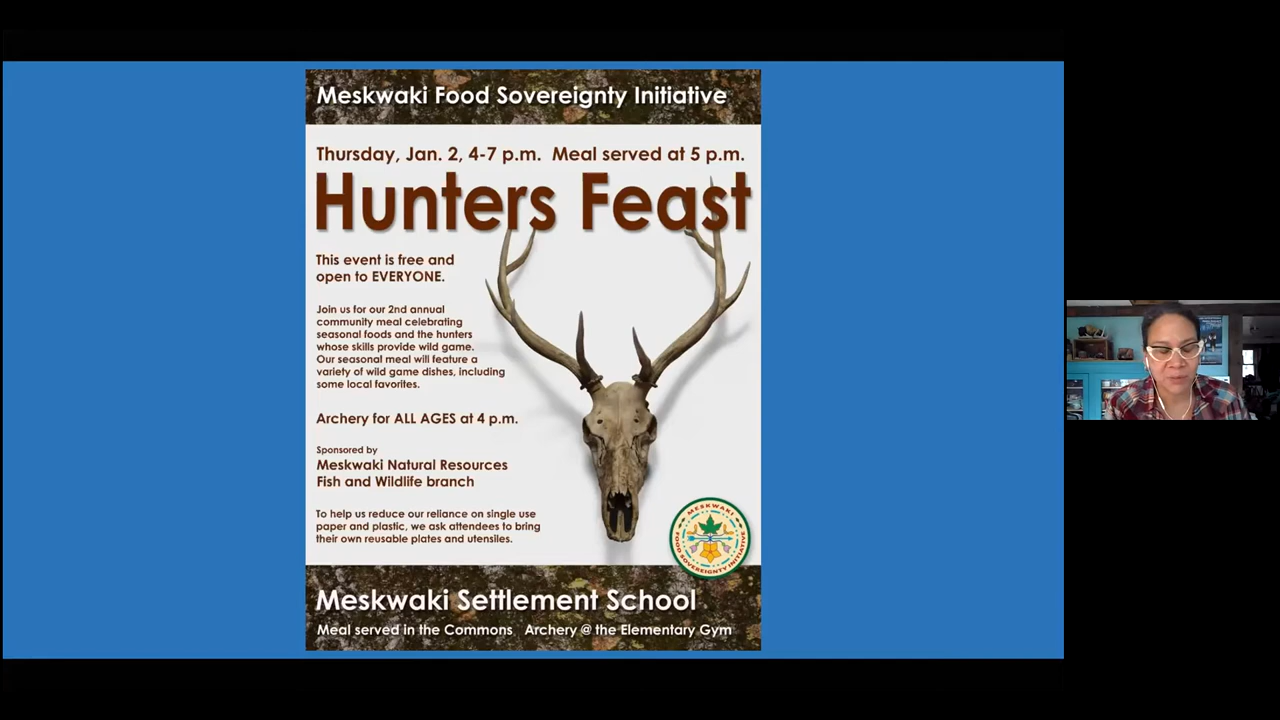 Meskwaki Food Sovereignty Initiative
Thursday, Jan. 2, 4-7 p.m. Meal served at 5 p.m.
Hunters Feast
This event is free and
open to EVERYONE.
Join us for our 2nd annual
community meal celebrating
seasonal foods and the hunters
whose skills provide wild game.
Our seasonal meal will feature a
variety of wild game dishes, including
some local favorites.
Archery for ALL AGES at 4 p.m.
Sponsored by
Meskwaki Natural Resources
Fish and Wildlife branch
To help us reduce our reliance on single use
paper and plastic, we ask attendees to bring
their own reusable plates and utensiles.
MESKWAKI
FOOD SOVEREIGNTY INITIATIVE
Meskwaki Settlement School
Meal served in the Commons Archery @ the Elementary Gym